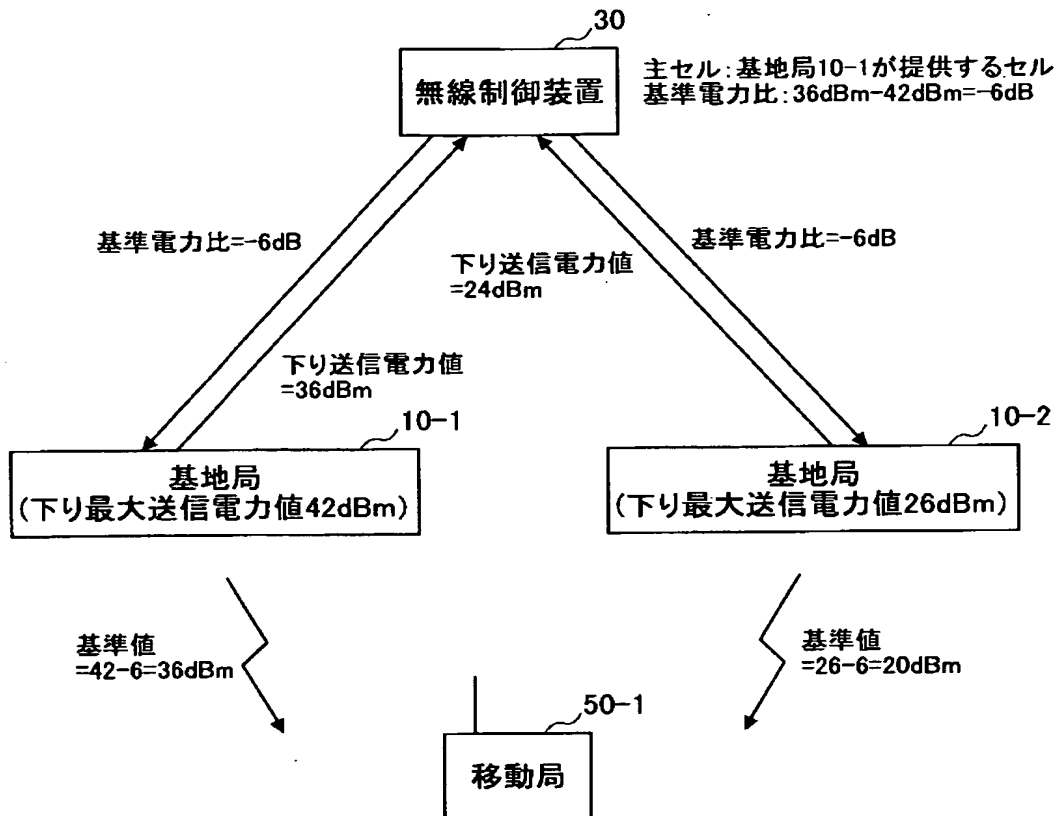 30
無線制御装置
主セル:基地局10-1が提供するセル
基準電力比:36dBm-42dBm=-6dB
基準電力比=-6dB
基準電力比=-6dB
下り送信電力値
=24dBm
下り送信電力値
=36dBm
10-1
基地局
(下り最大送信電力値42dBm)
10-2
基地局
(下り最大送信電力値26dBm)
基準値
=42-6=36dBm
基準値
=26-6=20dBm
50-1
移動局